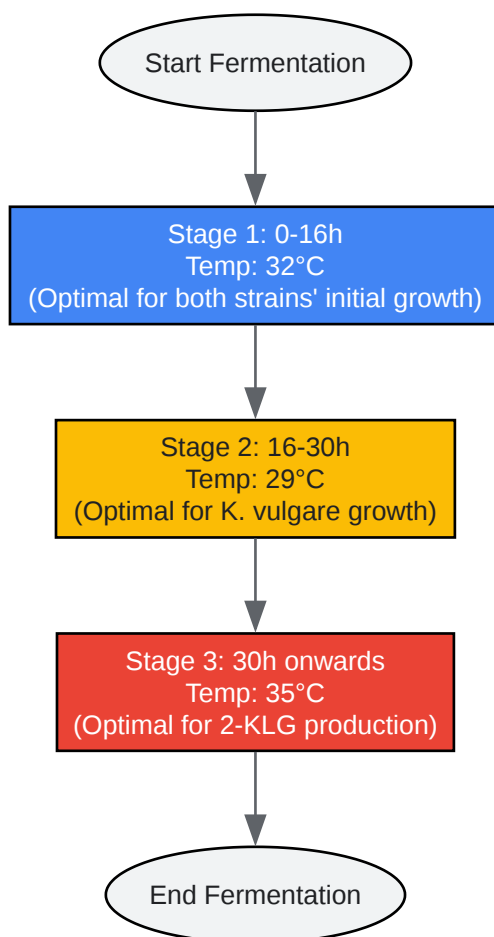 Start Fermentation
Stage 1: 0-16h
Temp: 32°C
(Optimal for both strains' initial growth)
Stage 2: 16-30h
Temp: 29°C
(Optimal for K. vulgare growth)
Stage 3: 30h onwards
Temp: 35°C
(Optimal for 2-KLG production)
End Fermentation